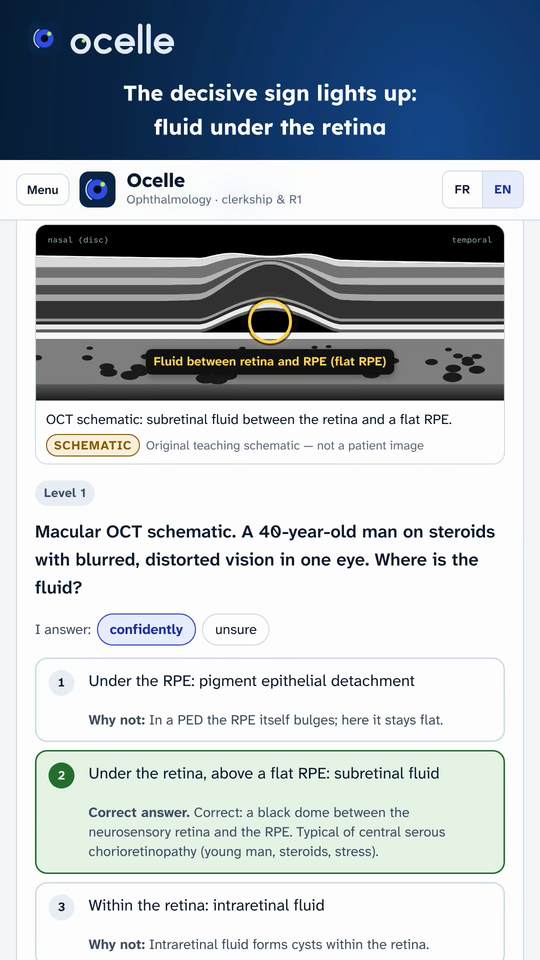 ocelle
The decisive sign lights up:
fluid under the retina
Menu
Ocelle
Ophthalmology · clerkship & R1
FR
EN
nasal (disc)
temporal
Fluid between retina and RPE (flat RPE)
OCT schematic: subretinal fluid between the retina and a flat RPE.
SCHEMATIC
Original teaching schematic — not a patient image
Level 1
Macular OCT schematic. A 40-year-old man on steroids
with blurred, distorted vision in one eye. Where is the
fluid?
I answer:
confidently
unsure
1
Under the RPE: pigment epithelial detachment
Why not: In a PED the RPE itself bulges; here it stays flat.
2
Under the retina, above a flat RPE: subretinal fluid
Correct answer. Correct: a black dome between the
neurosensory retina and the RPE. Typical of central serous
chorioretinopathy (young man, steroids, stress).
3
Within the retina: intraretinal fluid
Why not: Intraretinal fluid forms cysts within the retina.